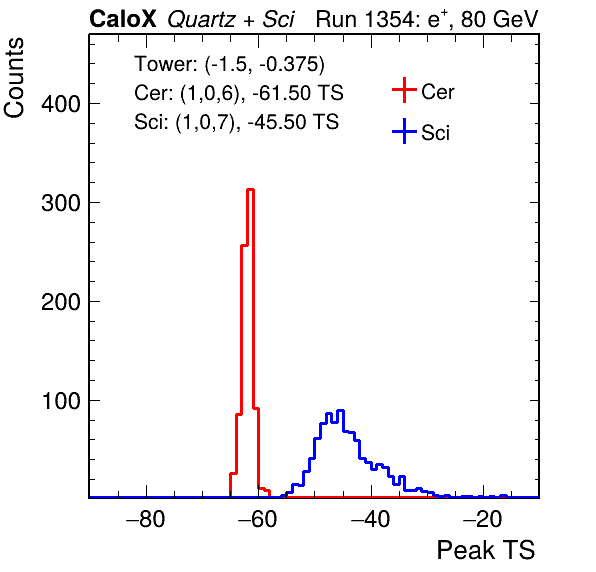 CaloX Quartz + Sci Run 1354: e⁺, 80 GeV
Counts
Tower: (-1.5, -0.375)
Cer: (1,0,6), -61.50 TS
Sci: (1,0,7), -45.50 TS
Cer
Sci
400
300
200
100
−80 −60 −40 −20
Peak TS